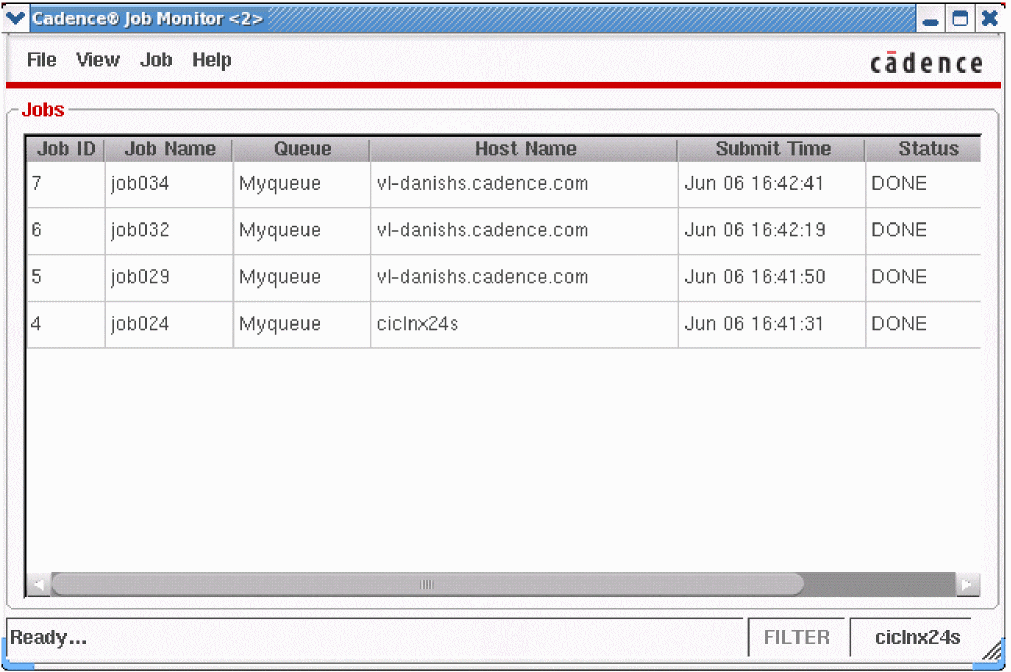 Cadence® Job Monitor <2>
File View Job Help
cādence
Jobs
Job ID Job Name Queue Host Name Submit Time Status
7 job034 Myqueue vl-danishs.cadence.com Jun 06 16:42:41 DONE
6 job032 Myqueue vl-danishs.cadence.com Jun 06 16:42:19 DONE
5 job029 Myqueue vl-danishs.cadence.com Jun 06 16:41:50 DONE
4 job024 Myqueue ciclnx24s Jun 06 16:41:31 DONE
Ready... FILTER ciclnx24s